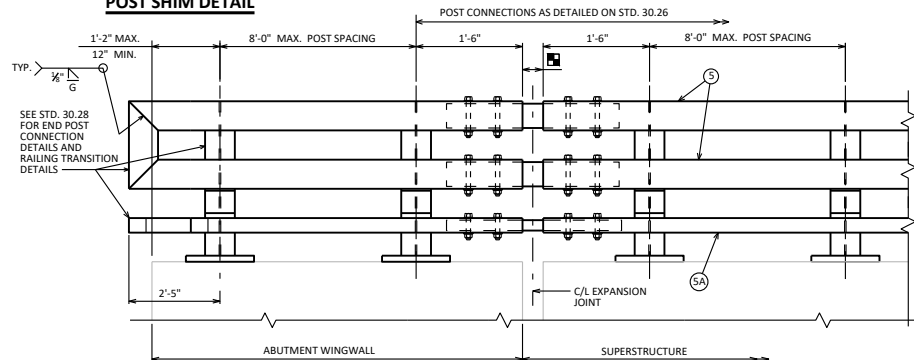 POST SHIM DETAIL
POST CONNECTIONS AS DETAILED ON STD. 30.26
1'-2" MAX.
12" MIN.
8'-0" MAX. POST SPACING
1'-6"
1'-6"
8'-0" MAX. POST SPACING
TYP.
⅛"
G
SEE STD. 30.28
FOR END POST
CONNECTION
DETAILS AND
RAILING TRANSITION
DETAILS
5
5A
2'-5"
C/L EXPANSION
JOINT
ABUTMENT WINGWALL
SUPERSTRUCTURE